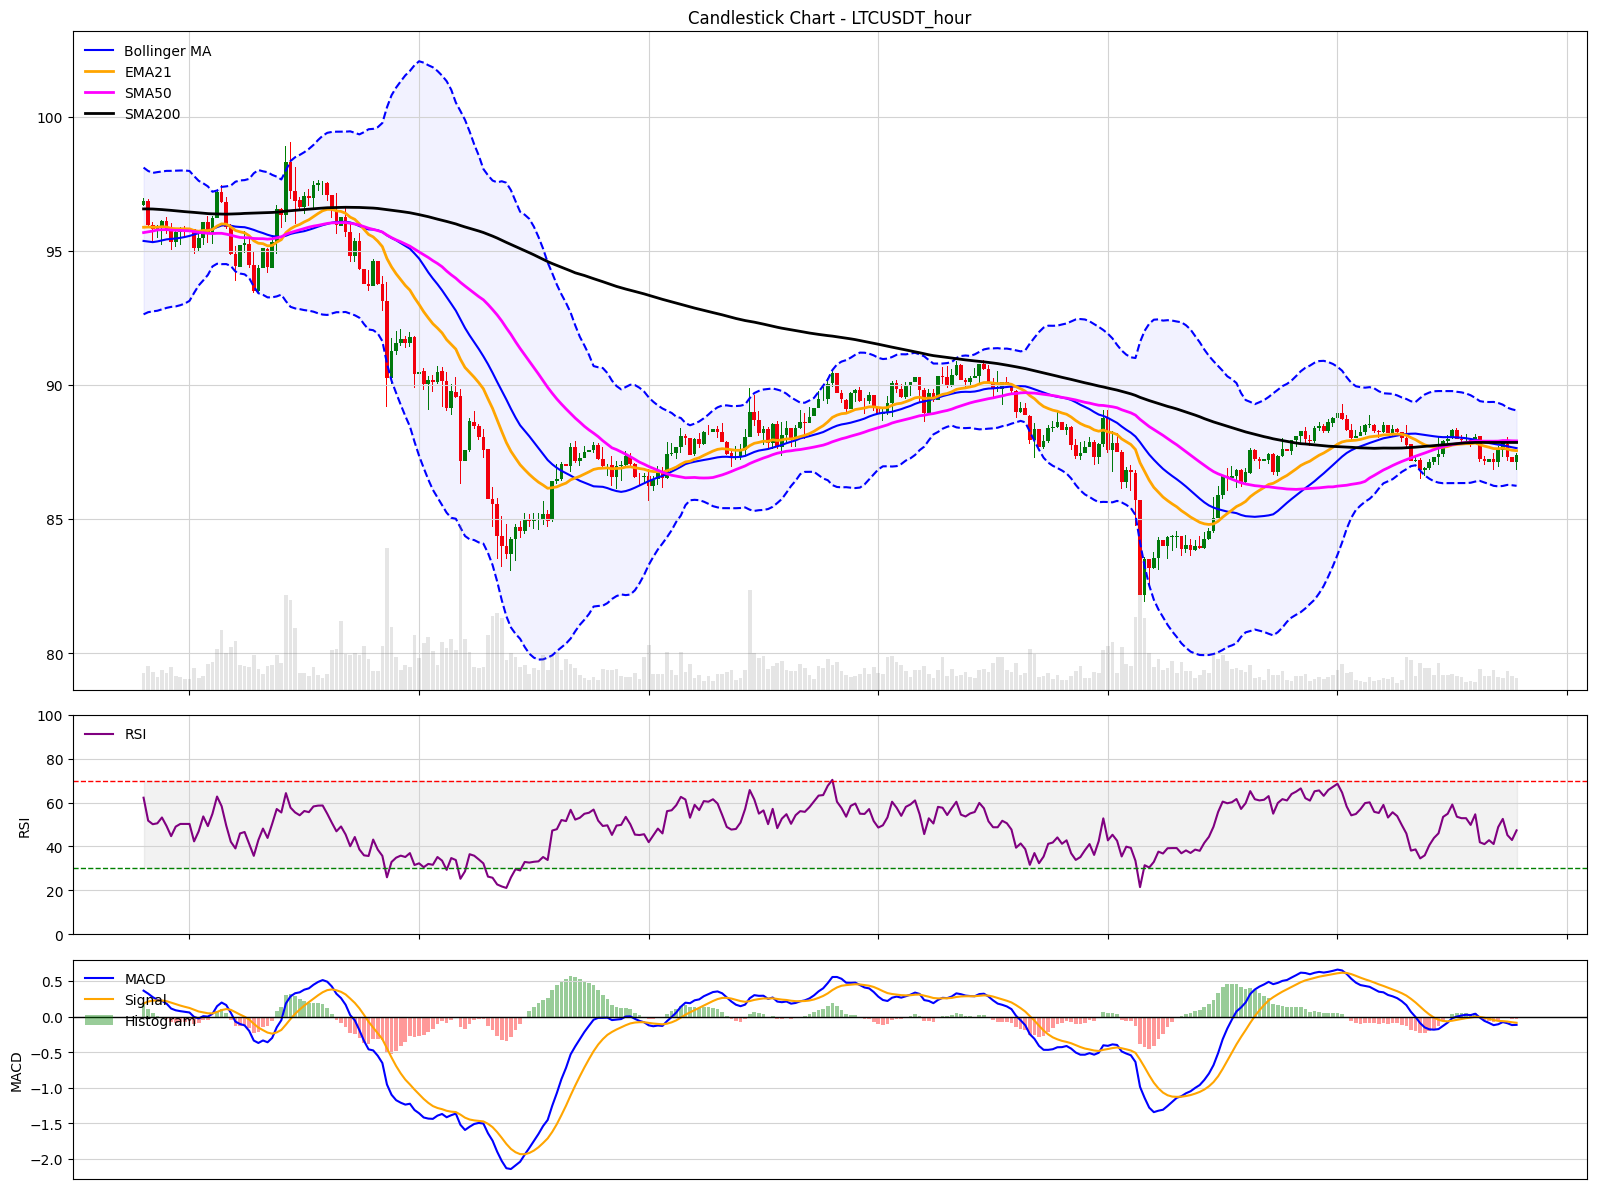 Candlestick Chart - LTCUSDT_hour
Bollinger MA
EMA21
SMA50
SMA200
100
95
90
85
80
RSI
100
80
60
40
20
0
RSI
MACD
Signal
Histogram
0.5
0.0
−0.5
−1.0
−1.5
−2.0
MACD